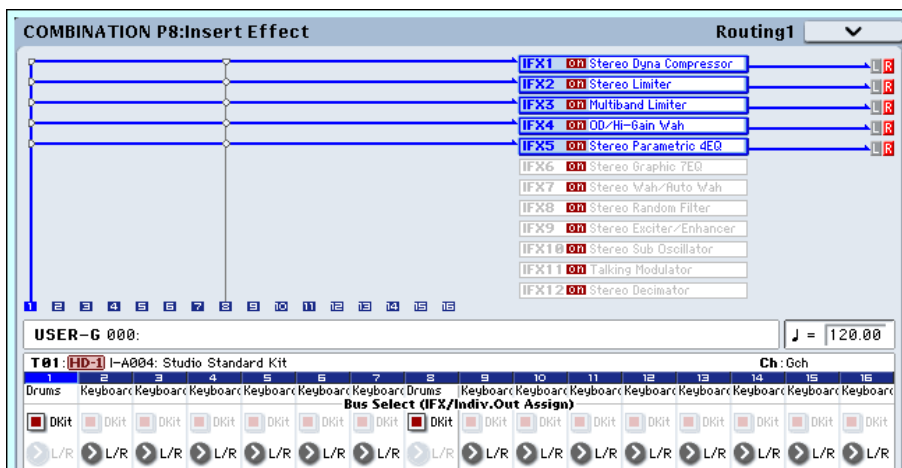 COMBINATION P8:Insert Effect Routing1
IFX1 on Stereo Dyna Compressor L R
IFX2 on Stereo Limiter L R
IFX3 on Multiband Limiter L R
IFX4 on OD/Hi-Gain Wah L R
IFX5 on Stereo Parametric 4EQ L R
IFX6 on Stereo Graphic 7EQ
IFX7 on Stereo Wah/Auto Wah
IFX8 on Stereo Random Filter
IFX9 on Stereo Exciter/Enhancer
IFX10 on Stereo Sub Oscillator
IFX11 on Talking Modulator
IFX12 on Stereo Decimator
1 2 3 4 5 6 7 8 9 10 11 12 13 14 15 16
USER-G 000: ♩ = 120.00
T01:HD-1 I-A004: Studio Standard Kit Ch:Gch
1 2 3 4 5 6 7 8 9 10 11 12 13 14 15 16
Drums Keyboard Keyboard Keyboard Keyboard Keyboard Keyboard Drums Keyboard Keyboard Keyboard Keyboard Keyboard Keyboard Keyboard Keyboard
Bus Select (IFX/Indiv.Out Assign)
DKit DKit DKit DKit DKit DKit DKit DKit DKit DKit DKit DKit DKit DKit DKit DKit
L/R L/R L/R L/R L/R L/R L/R L/R L/R L/R L/R L/R L/R L/R L/R L/R